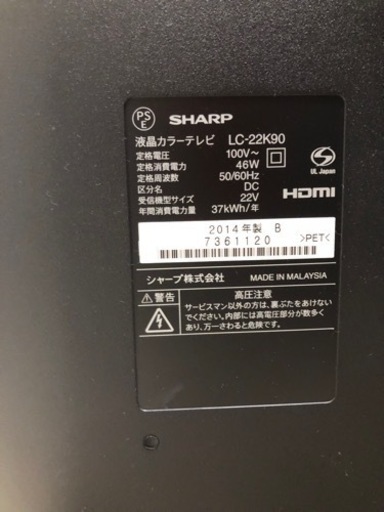 PS
E
SHARP
液晶カラーテレビ LC-22K90
定格電圧 100V～
定格消費電力 46W
定格周波数 50/60Hz
区分名 DC
受信機型サイズ 22V
年間消費電力量 37kWh/年
S
UL Japan
HDMI
2014年製 B
7361120
>PET<
シャープ株式会社 MADE IN MALAYSIA
警告 高圧注意
サービスマン以外の方は、裏ぶたをあけない
でください。内部には高電圧部分が数多く
あり、万一さわると危険です。